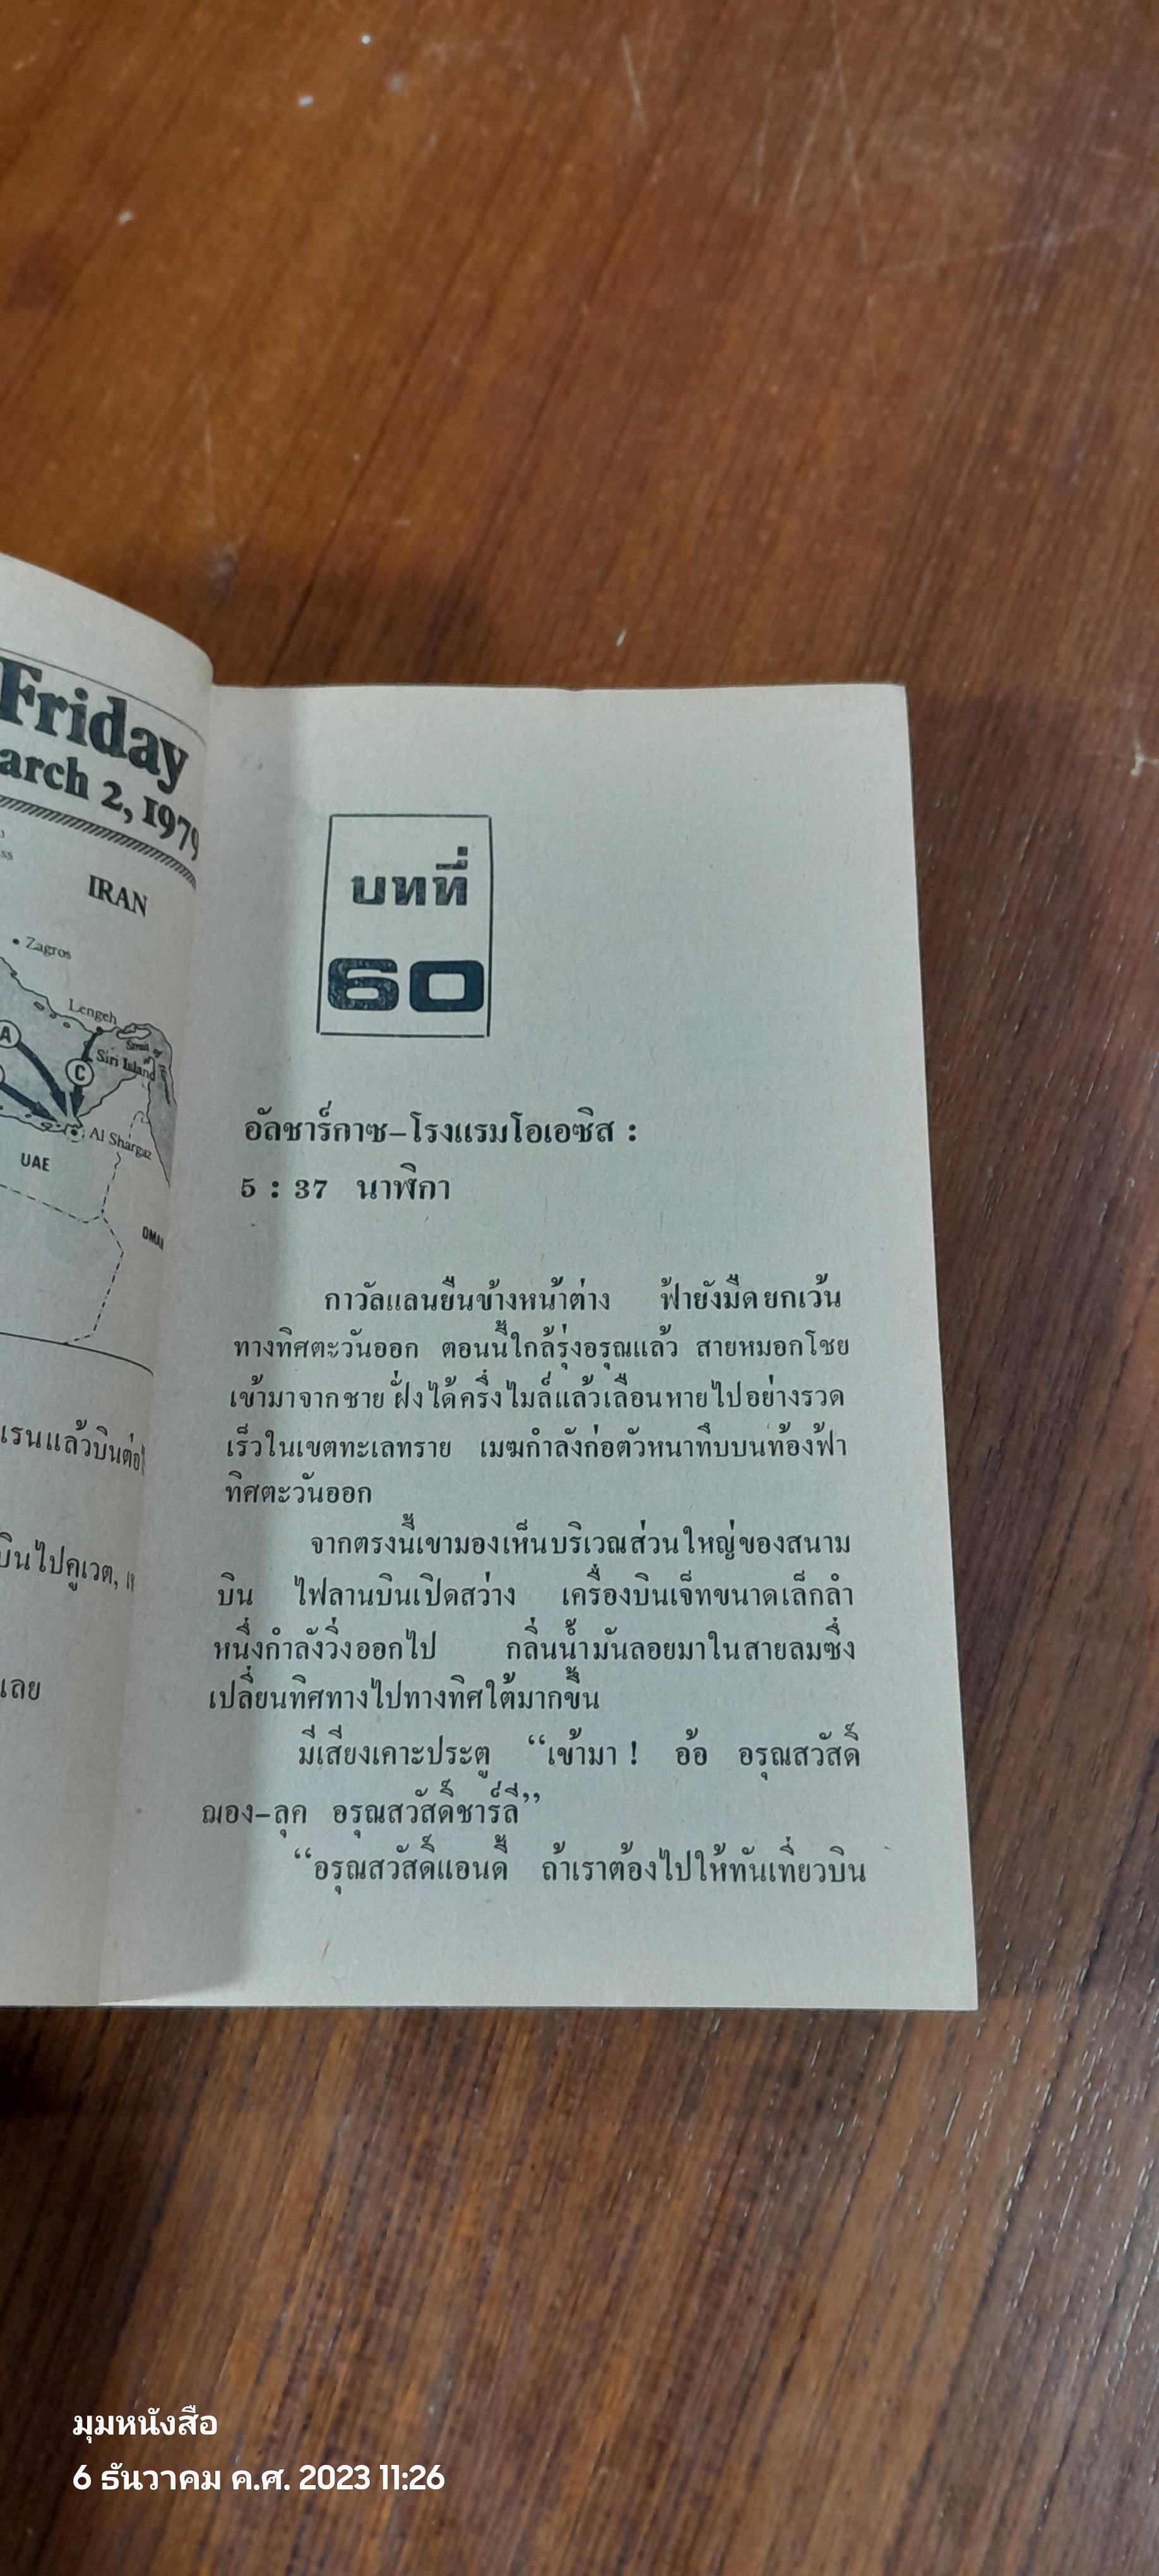 Friday
arch 2, 1979
IRAN
Zagros
Lengeh
A
Siri Island
C
Al Shargaz
UAE
OMA
เรนแล้วบินต่อ
บินไปคูเวต,
เลย
บทที่
60
อัลชาร์กาซ–โรงแรมโอเอซิส :
5 : 37 นาฬิกา
กาวัลแลนยืนข้างหน้าต่าง ฟ้ายังมืดยกเว้น
ทางทิศตะวันออก ตอนนี้ใกล้รุ่งอรุณแล้ว สายหมอกโชย
เข้ามาจากชายฝั่งได้ครึ่งไมล์แล้วเลือนหายไปอย่างรวด
เร็วในเขตทะเลทราย เมฆกำลังก่อตัวหนาทึบบนท้องฟ้า
ทิศตะวันออก
จากตรงนี้เขามองเห็นบริเวณส่วนใหญ่ของสนาม
บิน ไฟลานบินเปิดสว่าง เครื่องบินเจ็ทขนาดเล็กลำ
หนึ่งกำลังวิ่งออกไป กลิ่นน้ำมันลอยมาในสายลมซึ่ง
เปลี่ยนทิศทางไปทางทิศใต้มากขึ้น
มีเสียงเคาะประตู “เข้ามา ! อ้อ อรุณสวัสดิ์
ฌอง–ลุค อรุณสวัสดิ์ชาร์ลี”
“อรุณสวัสดิ์แอนดี้ ถ้าเราต้องไปให้ทันเที่ยวบิน
มุมหนังสือ
6 ธันวาคม ค.ศ. 2023 11:26